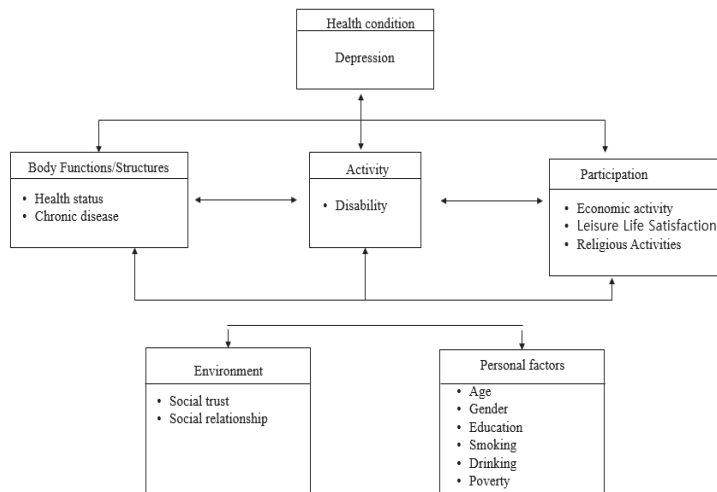 Health condition
Depression
Body Functions/Structures
• Health status
• Chronic disease
Activity
• Disability
Participation
• Economic activity
• Leisure Life Satisfaction
• Religious Activities
Environment
• Social trust
• Social relationship
Personal factors
• Age
• Gender
• Education
• Smoking
• Drinking
• Poverty